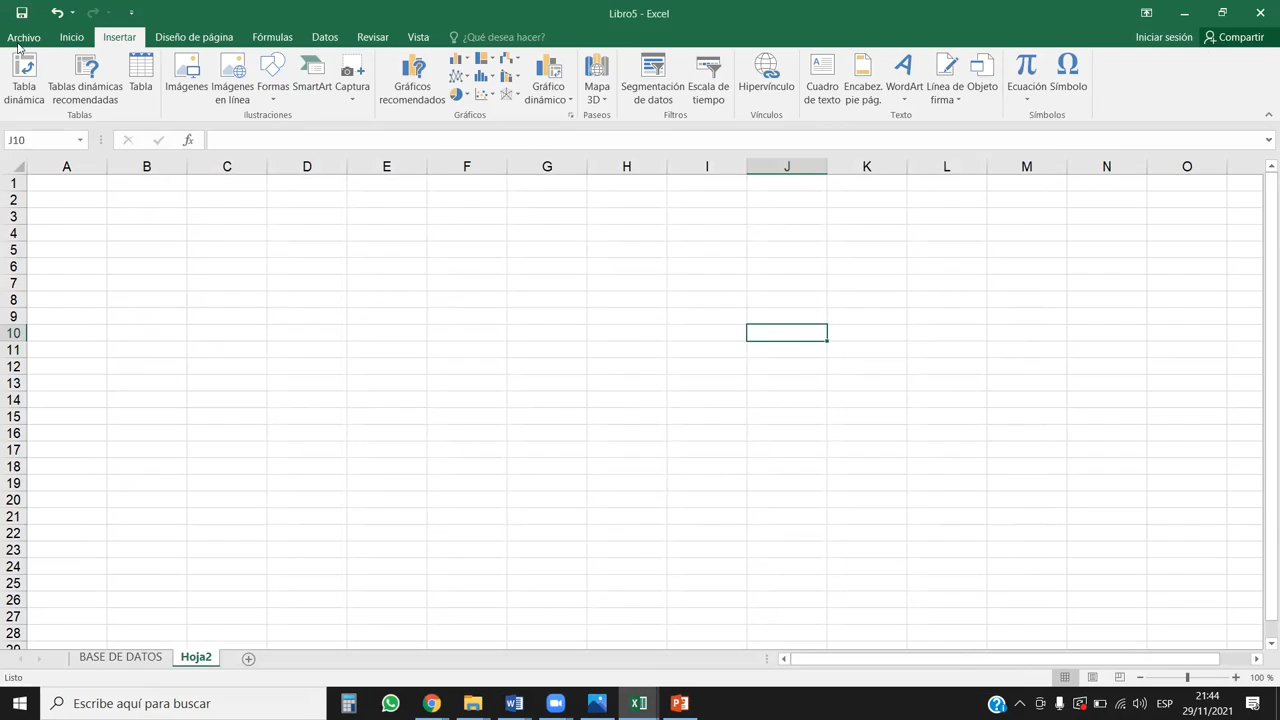 Libro5 - Excel
Archivo Inicio Insertar Diseño de página Fórmulas Datos Revisar Vista ¿Qué desea hacer? Iniciar sesión Compartir
Tabla dinámica
Tablas dinámicas recomendadas
Tabla
Imágenes
Imágenes en línea
Formas
SmartArt
Captura
Gráficos recomendados
Gráfico dinámico
Mapa 3D
Segmentación de datos
Escala de tiempo
Hipervínculo
Cuadro de texto
Encabez. pie pág.
WordArt
Línea de firma
Objeto
Ecuación
Símbolo
Tablas Ilustraciones Gráficos Paseos Filtros Vínculos Texto Símbolos
J10 fx
A B C D E F G H I J K L M N O
1
2
3
4
5
6
7
8
9
10
11
12
13
14
15
16
17
18
19
20
21
22
23
24
25
26
27
28
29
BASE DE DATOS Hoja2
Listo 100 %
Escribe aquí para buscar ESP 21:44
29/11/2021